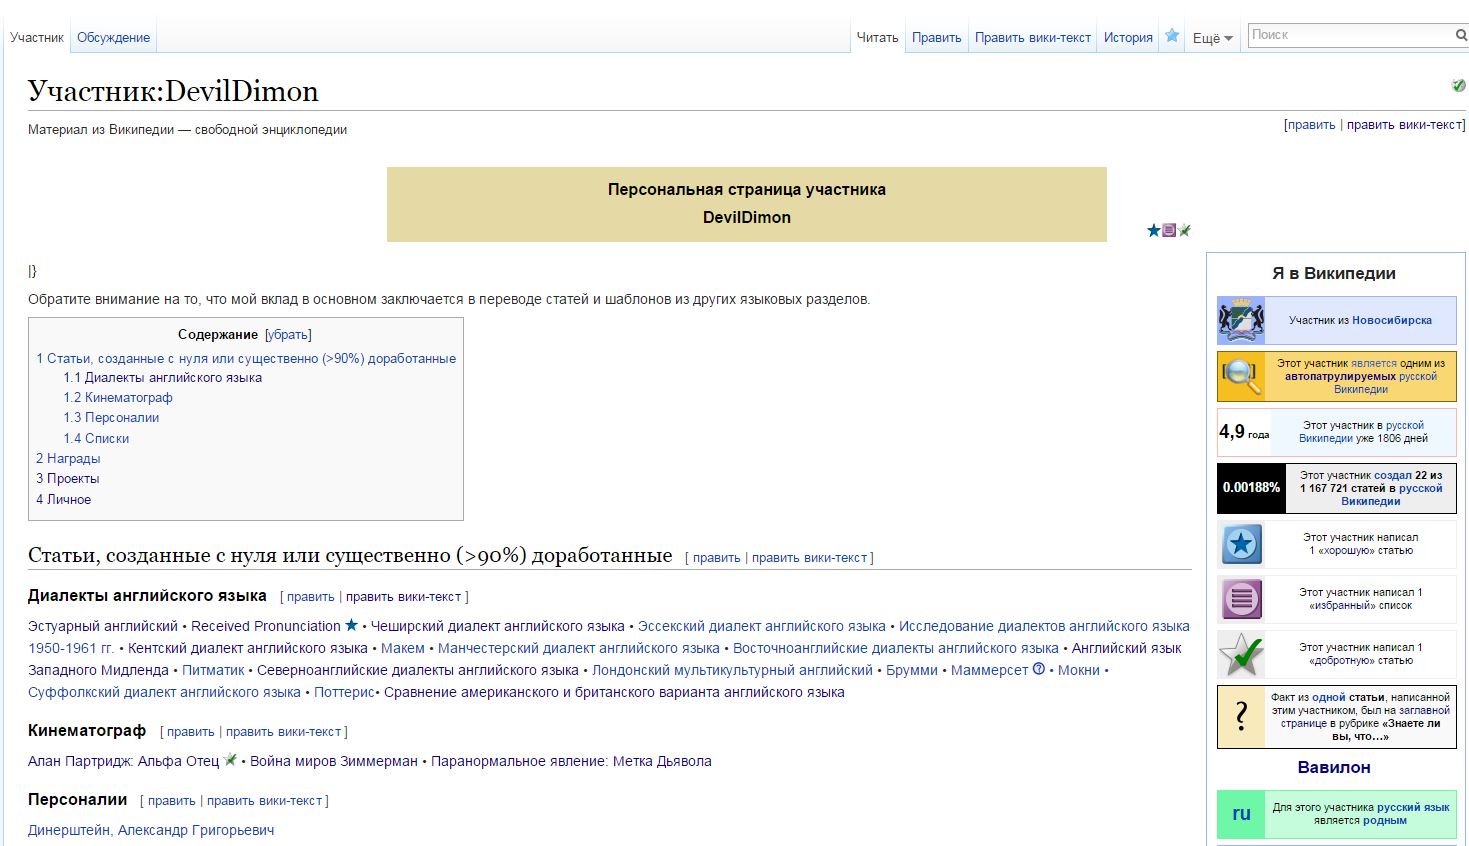 Участник Обсуждение Читать Править Править вики-текст История Ещё Поиск
Участник:DevilDimon
Материал из Википедии — свободной энциклопедии
[править | править вики-текст]
Персональная страница участника
DevilDimon
|}
Обратите внимание на то, что мой вклад в основном заключается в переводе статей и шаблонов из других языковых разделов.
Содержание [убрать]
1 Статьи, созданные с нуля или существенно (>90%) доработанные
1.1 Диалекты английского языка
1.2 Кинематограф
1.3 Персоналии
1.4 Списки
2 Награды
3 Проекты
4 Личное
Статьи, созданные с нуля или существенно (>90%) доработанные [ править | править вики-текст ]
Диалекты английского языка [ править | править вики-текст ]
Эстуарный английский • Received Pronunciation • Чеширский диалект английского языка • Эссекский диалект английского языка • Исследование диалектов английского языка
1950-1961 гг. • Кентский диалект английского языка • Макем • Манчестерский диалект английского языка • Восточноанглийские диалекты английского языка • Английский язык
Западного Мидленда • Питматик • Северноанглийские диалекты английского языка • Лондонский мультикультурный английский • Брумми • Маммерсет • Мокни •
Суффолкский диалект английского языка • Поттерис• Сравнение американского и британского варианта английского языка
Кинематограф [ править | править вики-текст ]
Алан Партридж: Альфа Отец • Война миров Зиммерман • Паранормальное явление: Метка Дьявола
Персоналии [ править | править вики-текст ]
Динерштейн, Александр Григорьевич
Я в Википедии
Участник из Новосибирска
Этот участник является одним из
автопатрулируемых русской
Википедии
4,9 года
Этот участник в русской
Википедии уже 1806 дней
0.00188%
Этот участник создал 22 из
1 167 721 статей в русской
Википедии
Этот участник написал
1 «хорошую» статью
Этот участник написал 1
«избранный» список
Этот участник написал 1
«добротную» статью
?
Факт из одной статьи, написанной
этим участником, был на заглавной
странице в рубрике «Знаете ли
вы, что…»
Вавилон
ru
Для этого участника русский язык
является родным